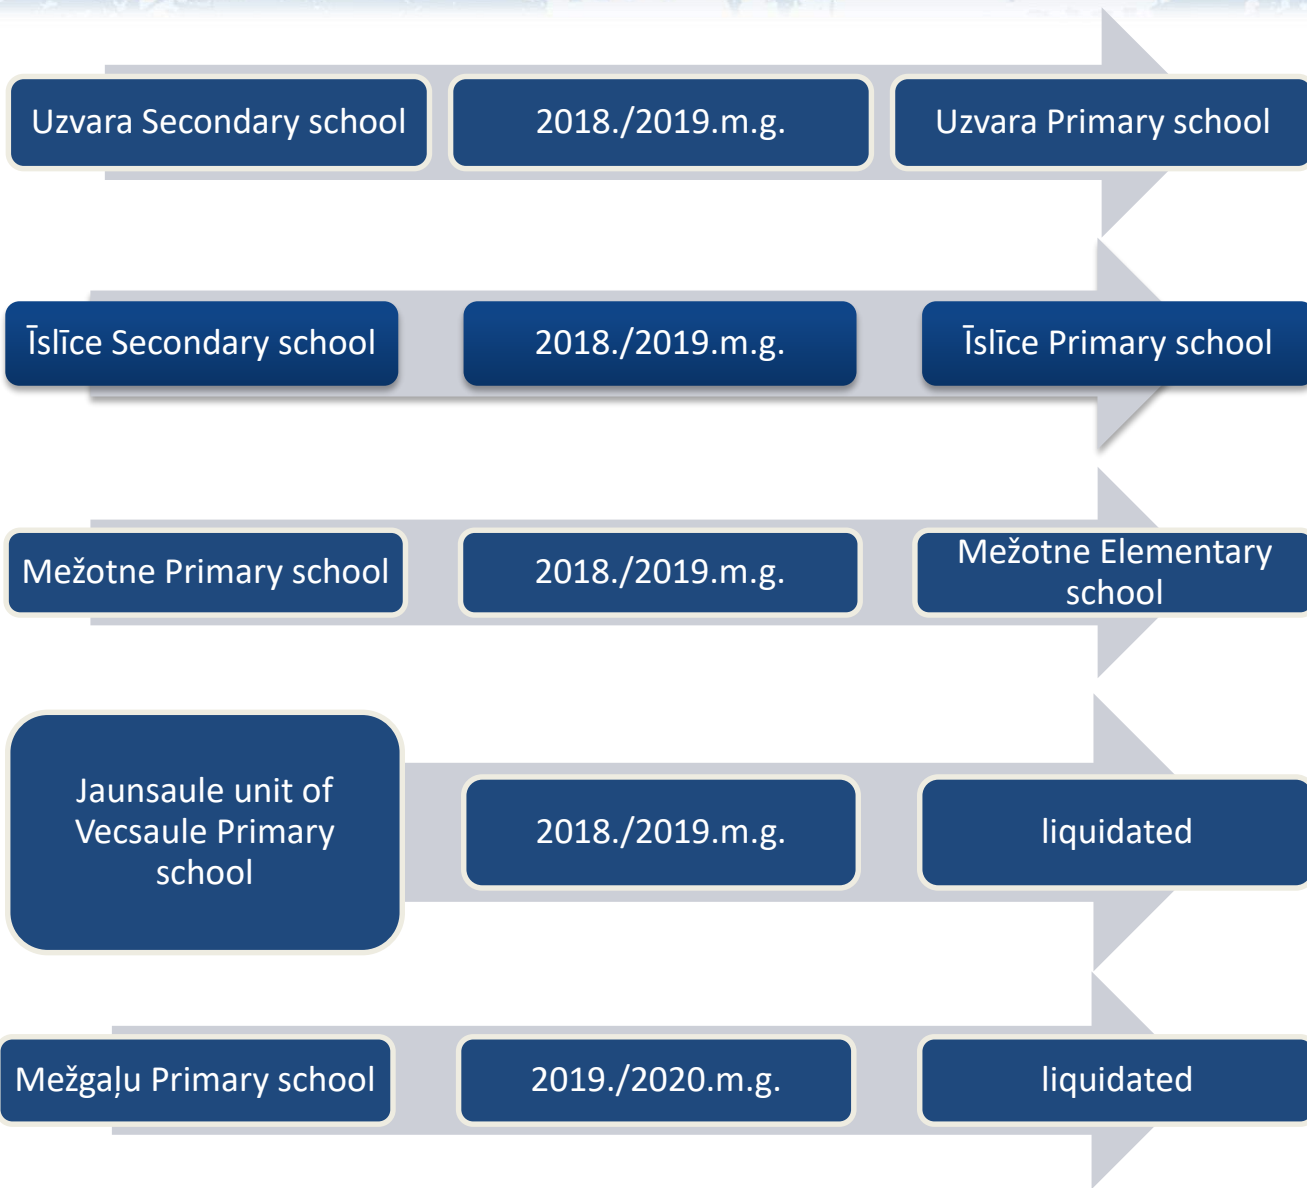 Uzvara Secondary school
2018./2019.m.g.
Uzvara Primary school
Īslīce Secondary school
2018./2019.m.g.
Īslīce Primary school
Mežotne Primary school
2018./2019.m.g.
Mežotne Elementary
school
Jaunsaule unit of
Vecsaule Primary
school
2018./2019.m.g.
liquidated
Mežgaļu Primary school
2019./2020.m.g.
liquidated